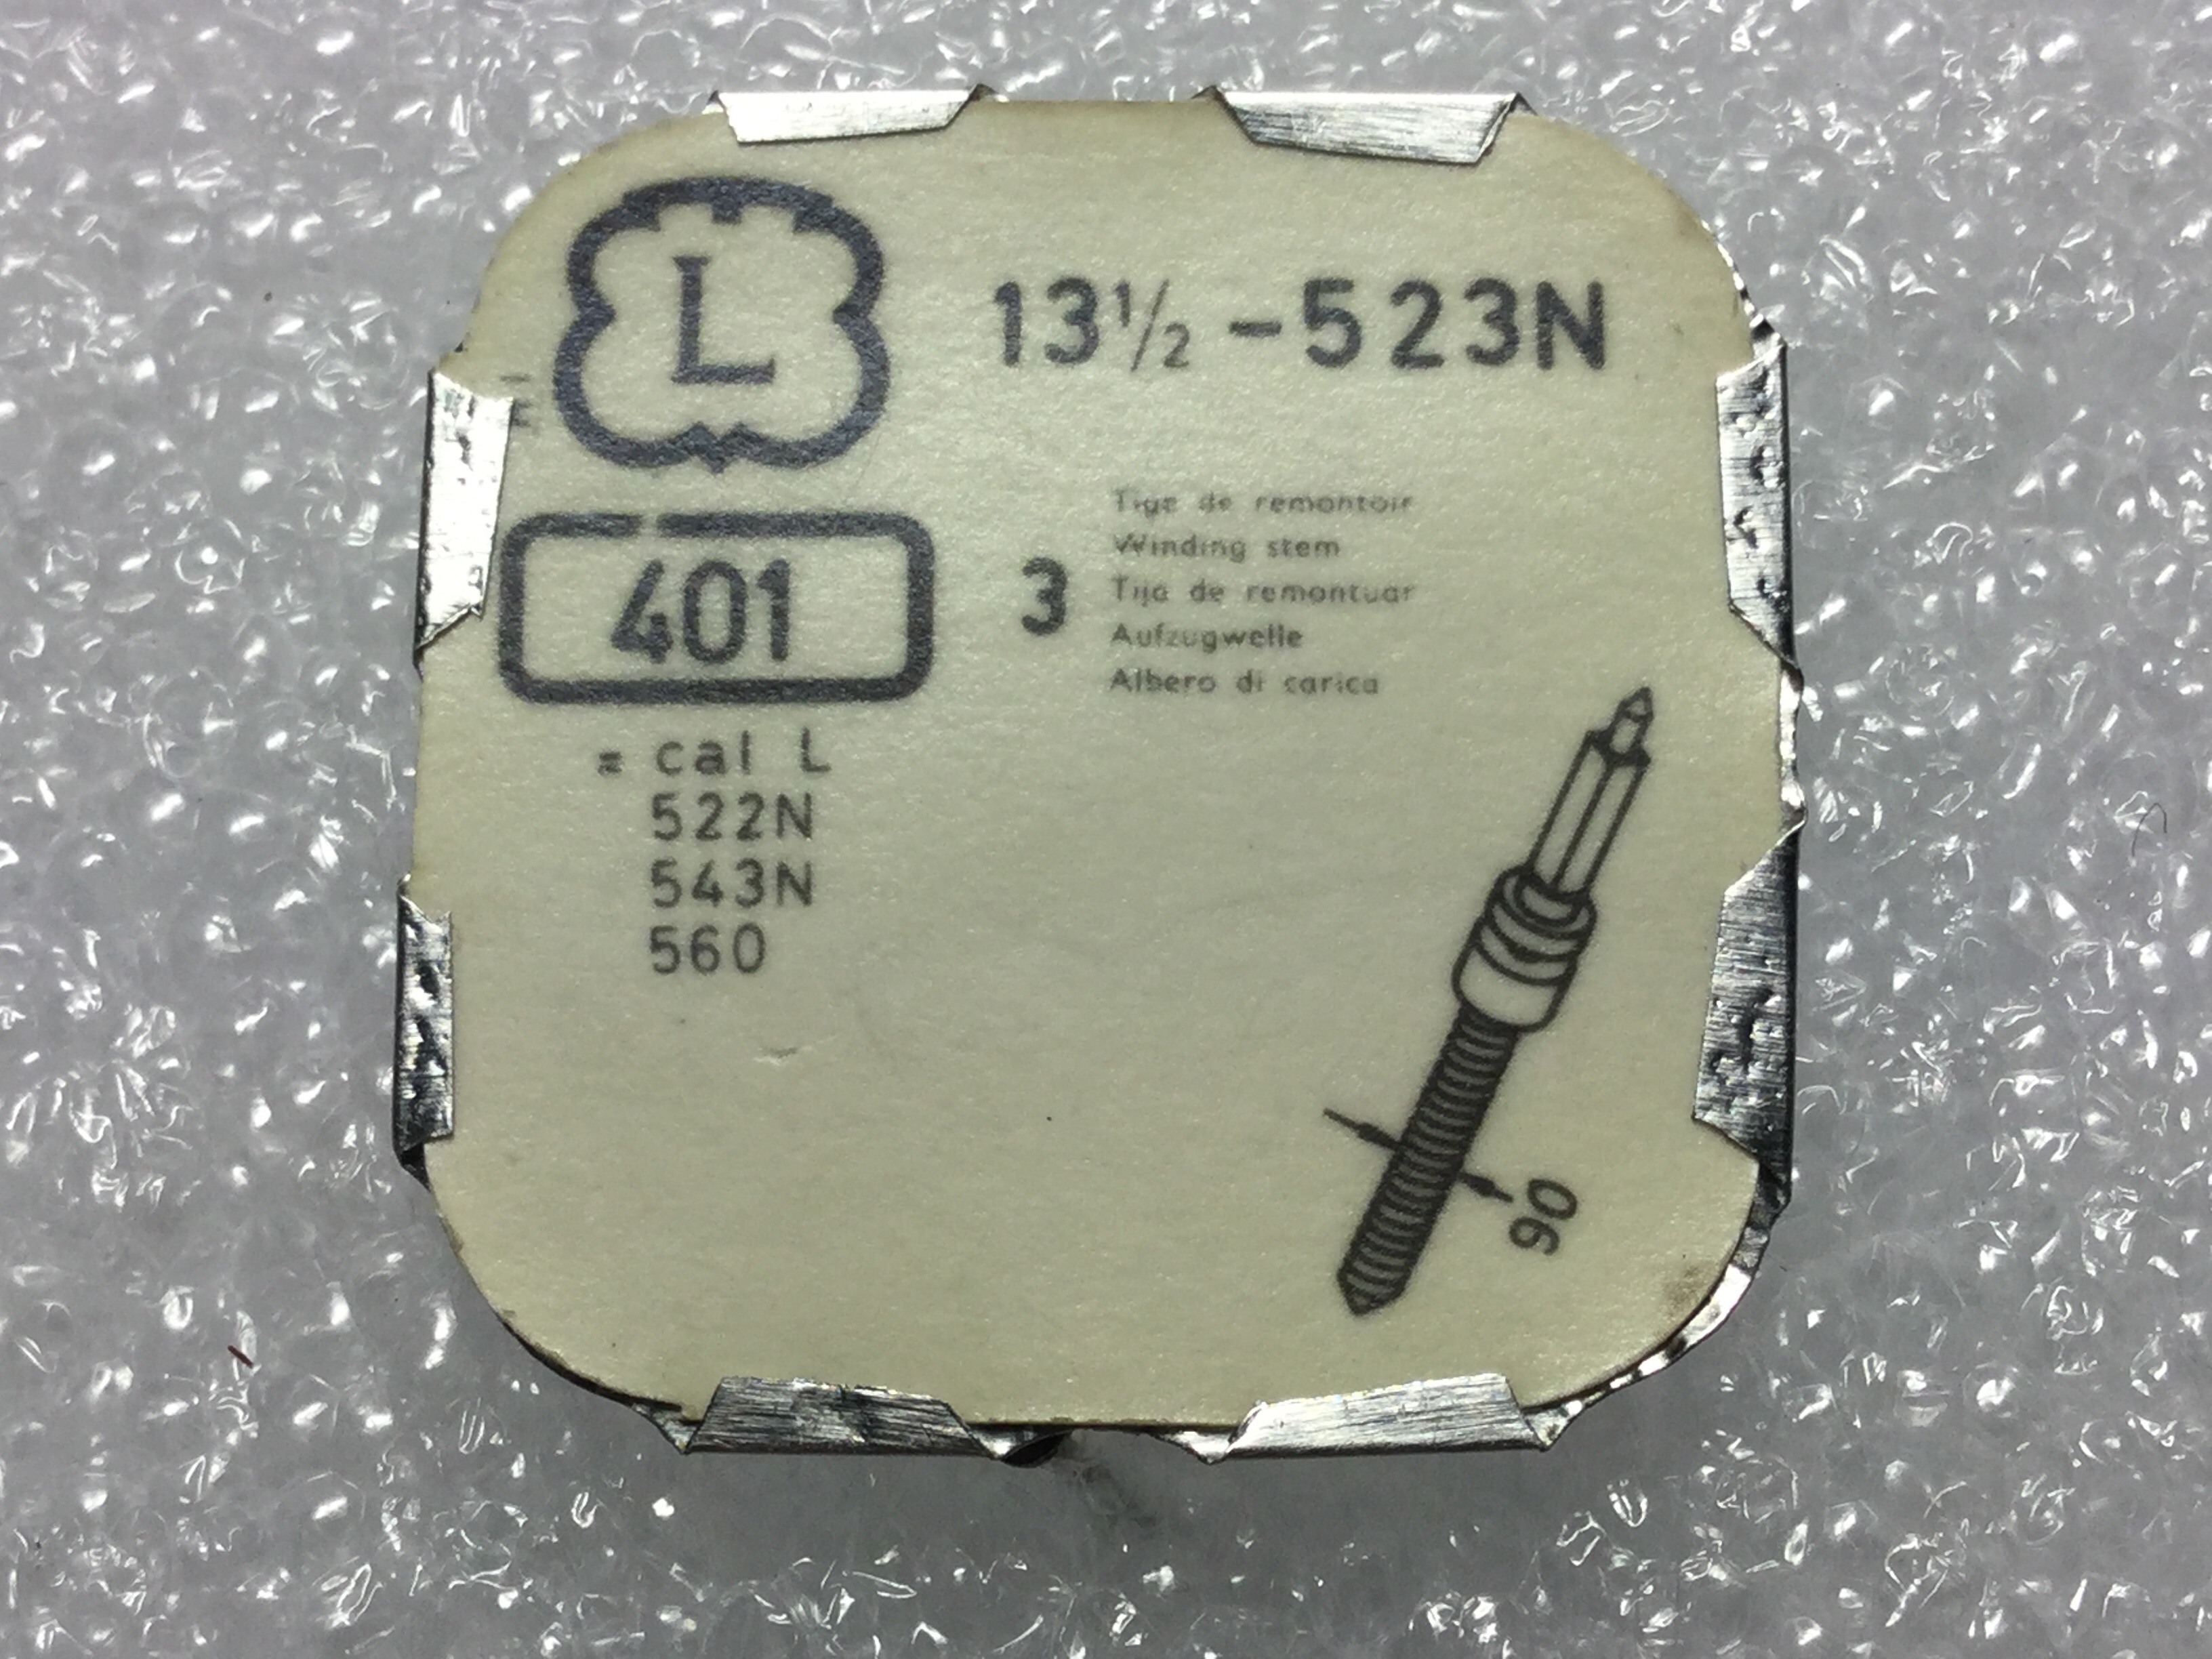 L
13½ -523N
401
3
Tige de remontoir
Winding stem
Tija de remontuar
Aufzugwelle
Albero di carica
= cal L
522N
543N
560
90